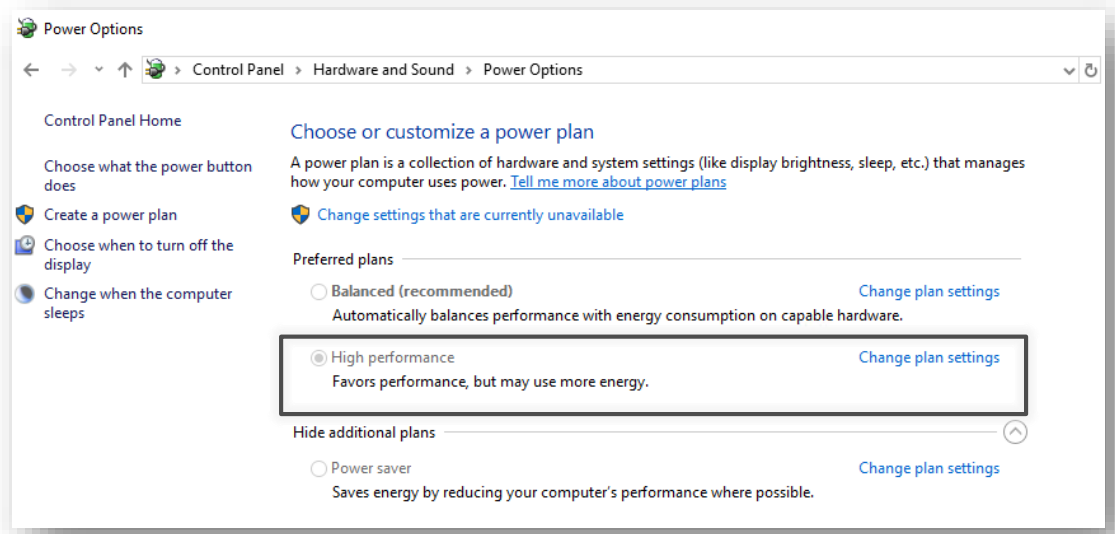 Power Options
Control Panel > Hardware and Sound > Power Options
Control Panel Home
Choose what the power button
does
Create a power plan
Choose when to turn off the
display
Change when the computer
sleeps
Choose or customize a power plan
A power plan is a collection of hardware and system settings (like display brightness, sleep, etc.) that manages
how your computer uses power. Tell me more about power plans
Change settings that are currently unavailable
Preferred plans
Balanced (recommended) Change plan settings
Automatically balances performance with energy consumption on capable hardware.
High performance Change plan settings
Favors performance, but may use more energy.
Hide additional plans
Power saver Change plan settings
Saves energy by reducing your computer's performance where possible.